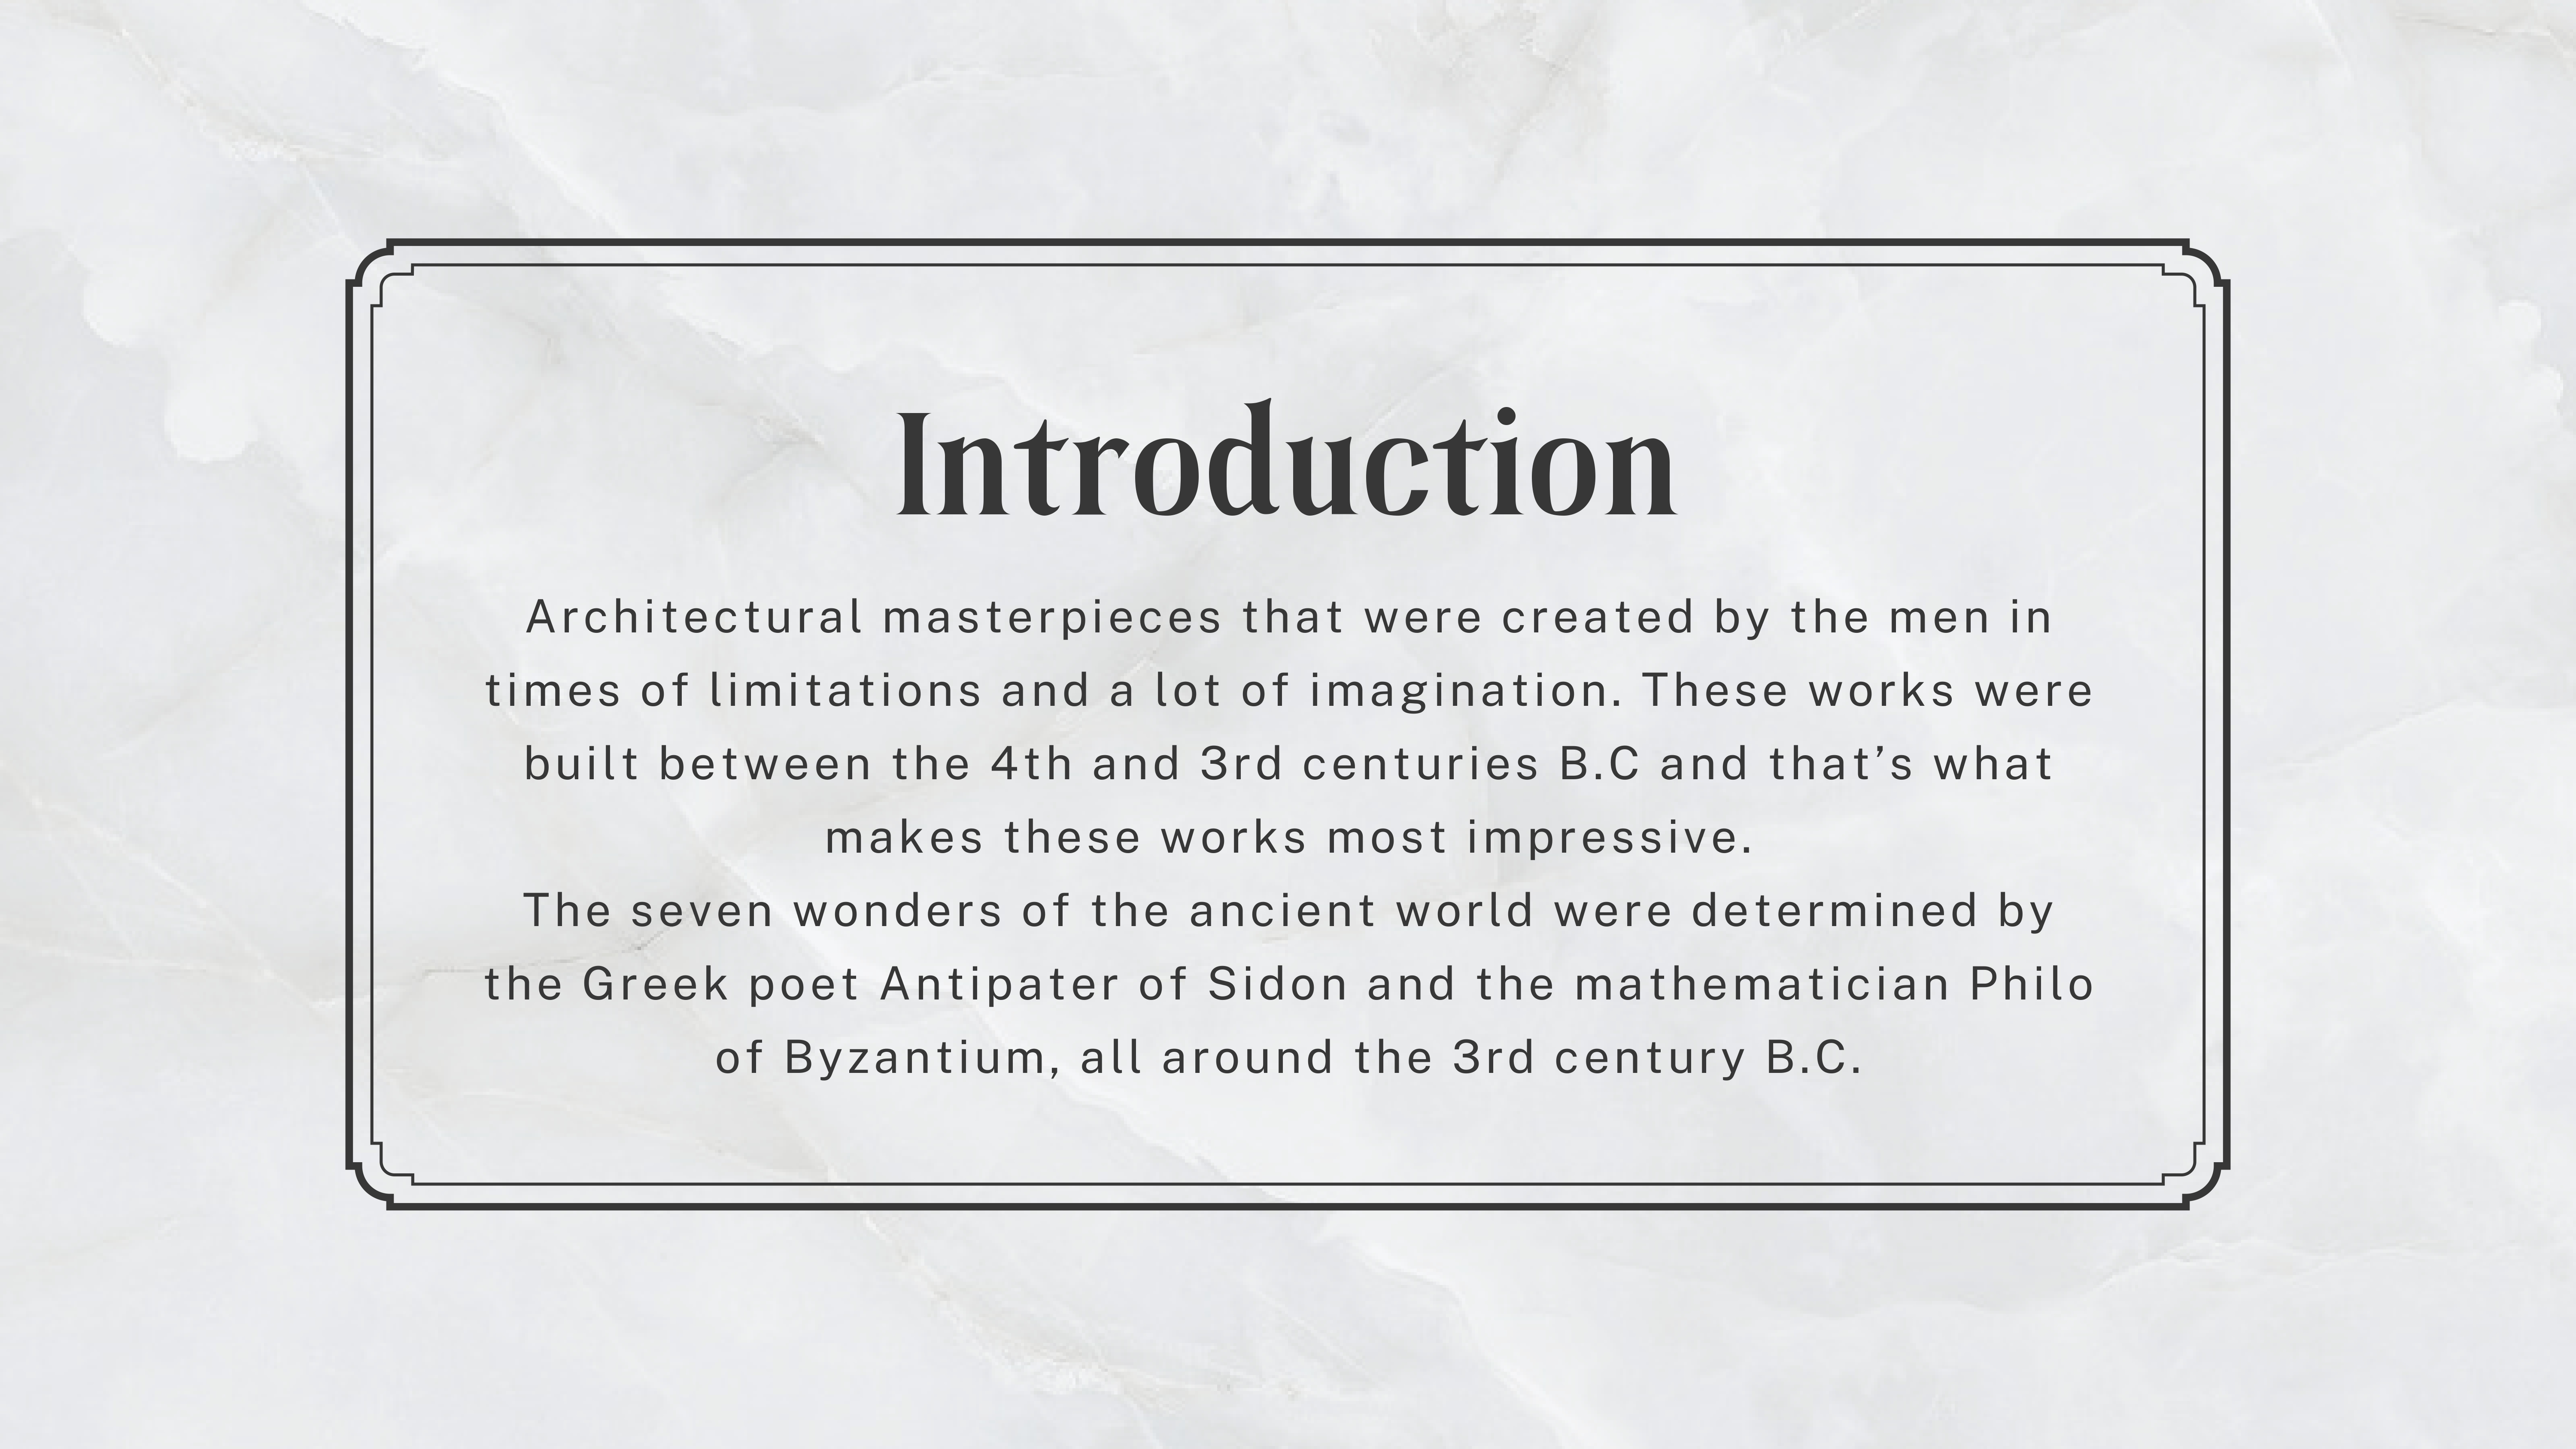 Introduction
Architectural masterpieces that were created by the men in
times of limitations and a lot of imagination. These works were
built between the 4th and 3rd centuries B.C and that’s what
makes these works most impressive.
The seven wonders of the ancient world were determined by
the Greek poet Antipater of Sidon and the mathematician Philo
of Byzantium, all around the 3rd century B.C.